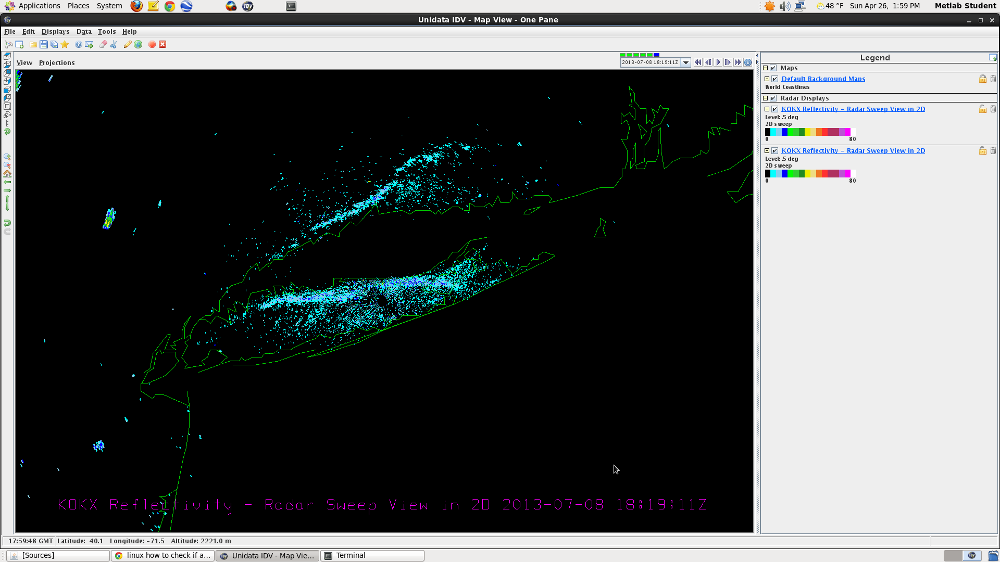 Applications Places System 48 °F Sun Apr 26, 1:59 PM Metlab Student
Unidata IDV - Map View - One Pane
File Edit Displays Data Tools Help
View Projections
2013-07-08 18:19:11Z
Legend
Maps
Default Background Maps
World Coastlines
Radar Displays
KOKX Reflectivity - Radar Sweep View in 2D
Level: .5 deg
2D sweep
0 80
KOKX Reflectivity - Radar Sweep View in 2D
Level: .5 deg
2D sweep
0 80
KOKX Reflectivity - Radar Sweep View in 2D 2013-07-08 18:19:11Z
17:59:48 GMT Latitude: 40.1 Longitude: -71.5 Altitude: 2221.0 m
[Sources] linux how to check if a... Unidata IDV - Map Vie... Terminal